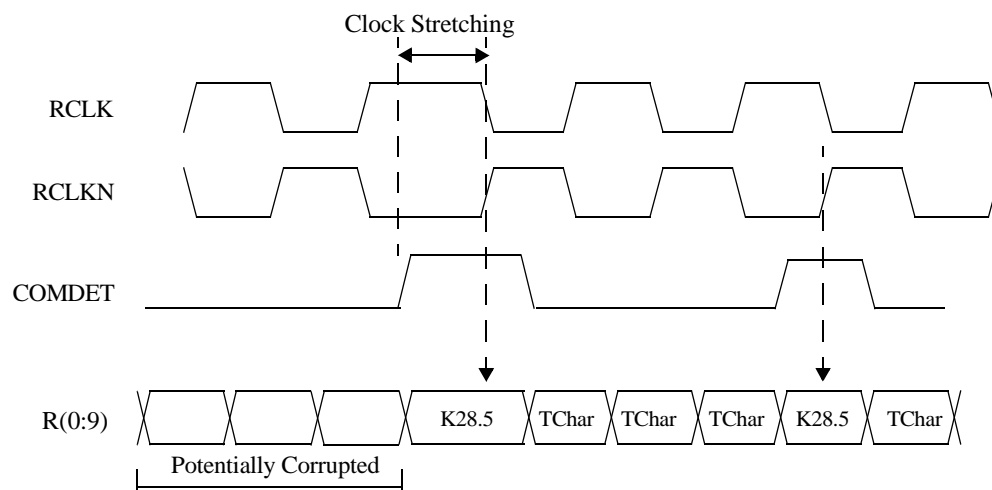 Clock Stretching
RCLK
RCLKN
COMDET
R(0:9)
K28.5 TChar TChar TChar K28.5 TChar
Potentially Corrupted